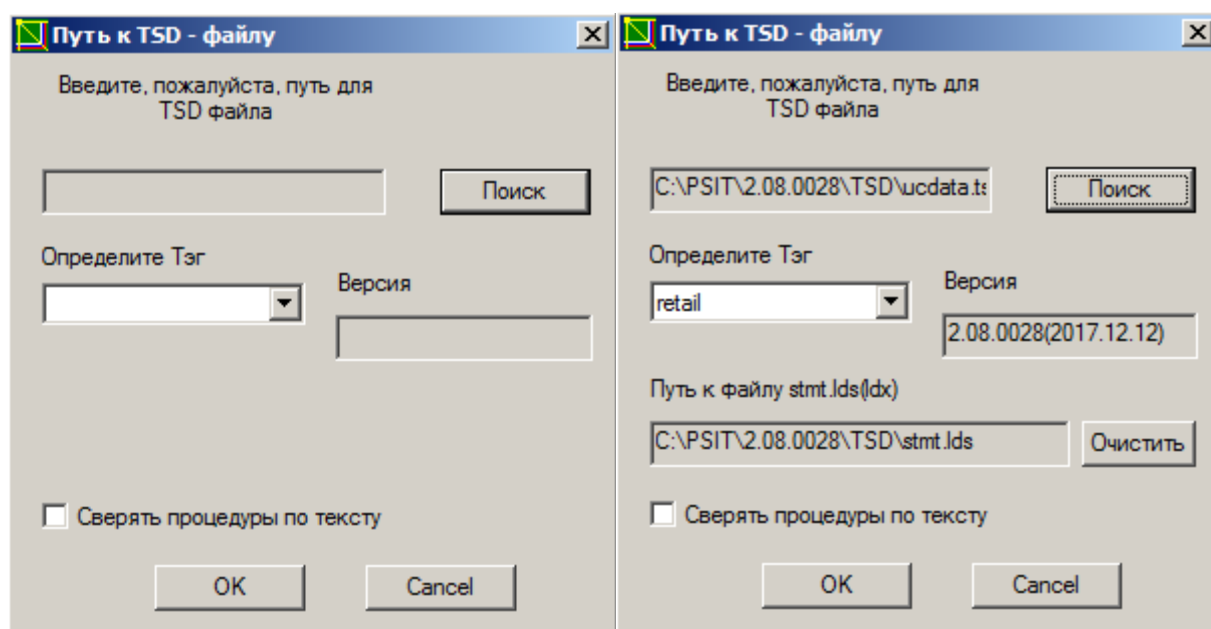 Путь к TSD - файлу
Введите, пожалуйста, путь для
TSD файла
Поиск
Определите Тэг
Версия
Сверять процедуры по тексту
OK
Cancel
Путь к TSD - файлу
Введите, пожалуйста, путь для
TSD файла
C:\PSIT\2.08.0028\TSD\ucdata.ts
Поиск
Определите Тэг
Версия
retail
2.08.0028(2017.12.12)
Путь к файлу stmt.lds(ldx)
C:\PSIT\2.08.0028\TSD\stmt.lds
Очистить
Сверять процедуры по тексту
OK
Cancel